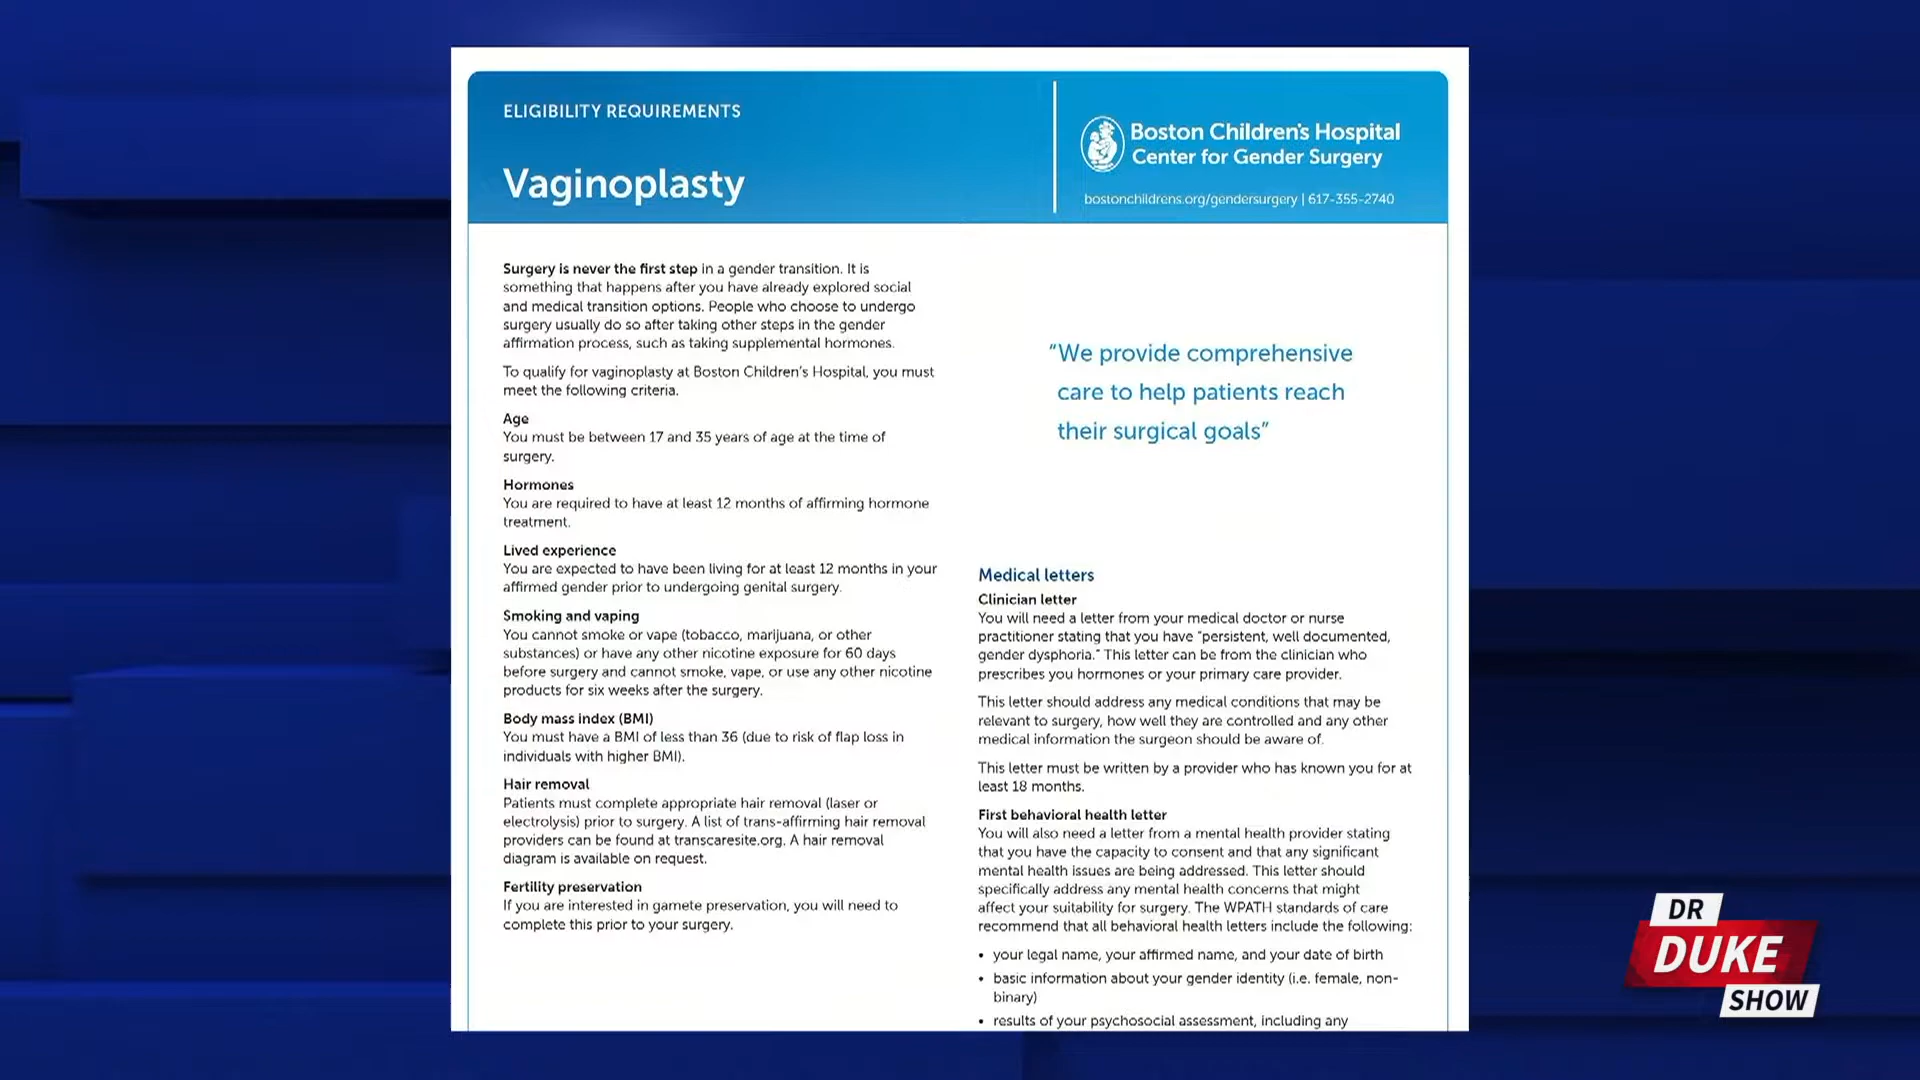 ELIGIBILITY REQUIREMENTS
Vaginoplasty
Boston Children's Hospital
Center for Gender Surgery
bostonchildrens.org/gendersurgery | 617-355-2740
Surgery is never the first step in a gender transition. It is
something that happens after you have already explored social
and medical transition options. People who choose to undergo
surgery usually do so after taking other steps in the gender
affirmation process, such as taking supplemental hormones.
To qualify for vaginoplasty at Boston Children's Hospital, you must
meet the following criteria.
Age
You must be between 17 and 35 years of age at the time of
surgery.
Hormones
You are required to have at least 12 months of affirming hormone
treatment.
Lived experience
You are expected to have been living for at least 12 months in your
affirmed gender prior to undergoing genital surgery.
Smoking and vaping
You cannot smoke or vape (tobacco, marijuana, or other
substances) or have any other nicotine exposure for 60 days
before surgery and cannot smoke, vape, or use any other nicotine
products for six weeks after the surgery.
Body mass index (BMI)
You must have a BMI of less than 36 (due to risk of flap loss in
individuals with higher BMI).
Hair removal
Patients must complete appropriate hair removal (laser or
electrolysis) prior to surgery. A list of trans-affirming hair removal
providers can be found at transcaresite.org. A hair removal
diagram is available on request.
Fertility preservation
If you are interested in gamete preservation, you will need to
complete this prior to your surgery.
"We provide comprehensive
care to help patients reach
their surgical goals"
Medical letters
Clinician letter
You will need a letter from your medical doctor or nurse
practitioner stating that you have "persistent, well documented,
gender dysphoria." This letter can be from the clinician who
prescribes you hormones or your primary care provider.
This letter should address any medical conditions that may be
relevant to surgery, how well they are controlled and any other
medical information the surgeon should be aware of.
This letter must be written by a provider who has known you for at
least 18 months.
First behavioral health letter
You will also need a letter from a mental health provider stating
that you have the capacity to consent and that any significant
mental health issues are being addressed. This letter should
specifically address any mental health concerns that might
affect your suitability for surgery. The WPATH standards of care
recommend that all behavioral health letters include the following:
• your legal name, your affirmed name, and your date of birth
• basic information about your gender identity (i.e. female, non-
binary)
• results of your psychosocial assessment, including any
DR
DUKE
SHOW